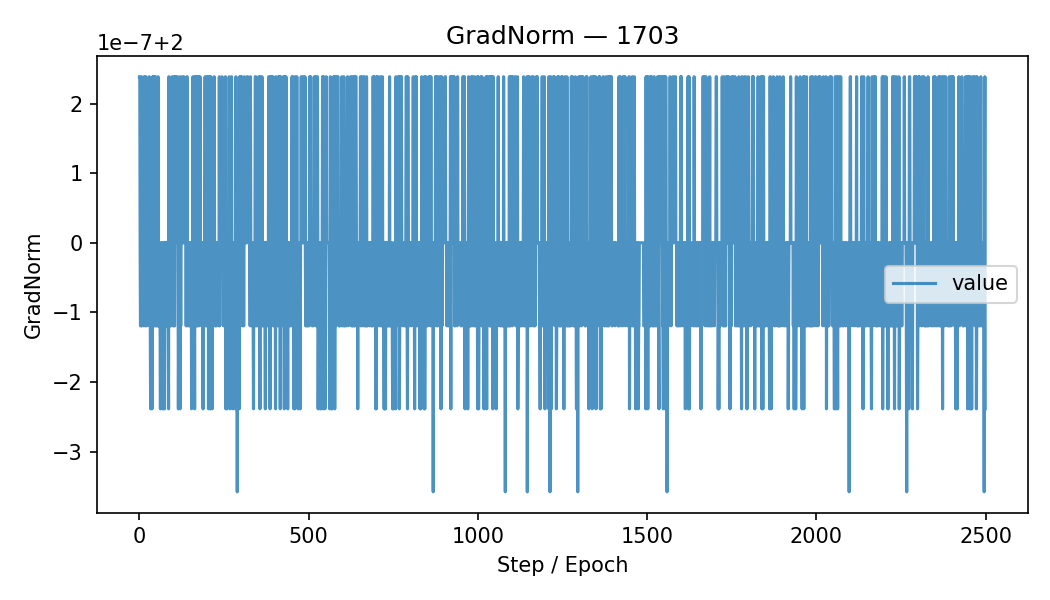 GradNorm — 1703
1e−7+2
2
1
0
−1
−2
−3
GradNorm
value
0 500 1000 1500 2000 2500
Step / Epoch